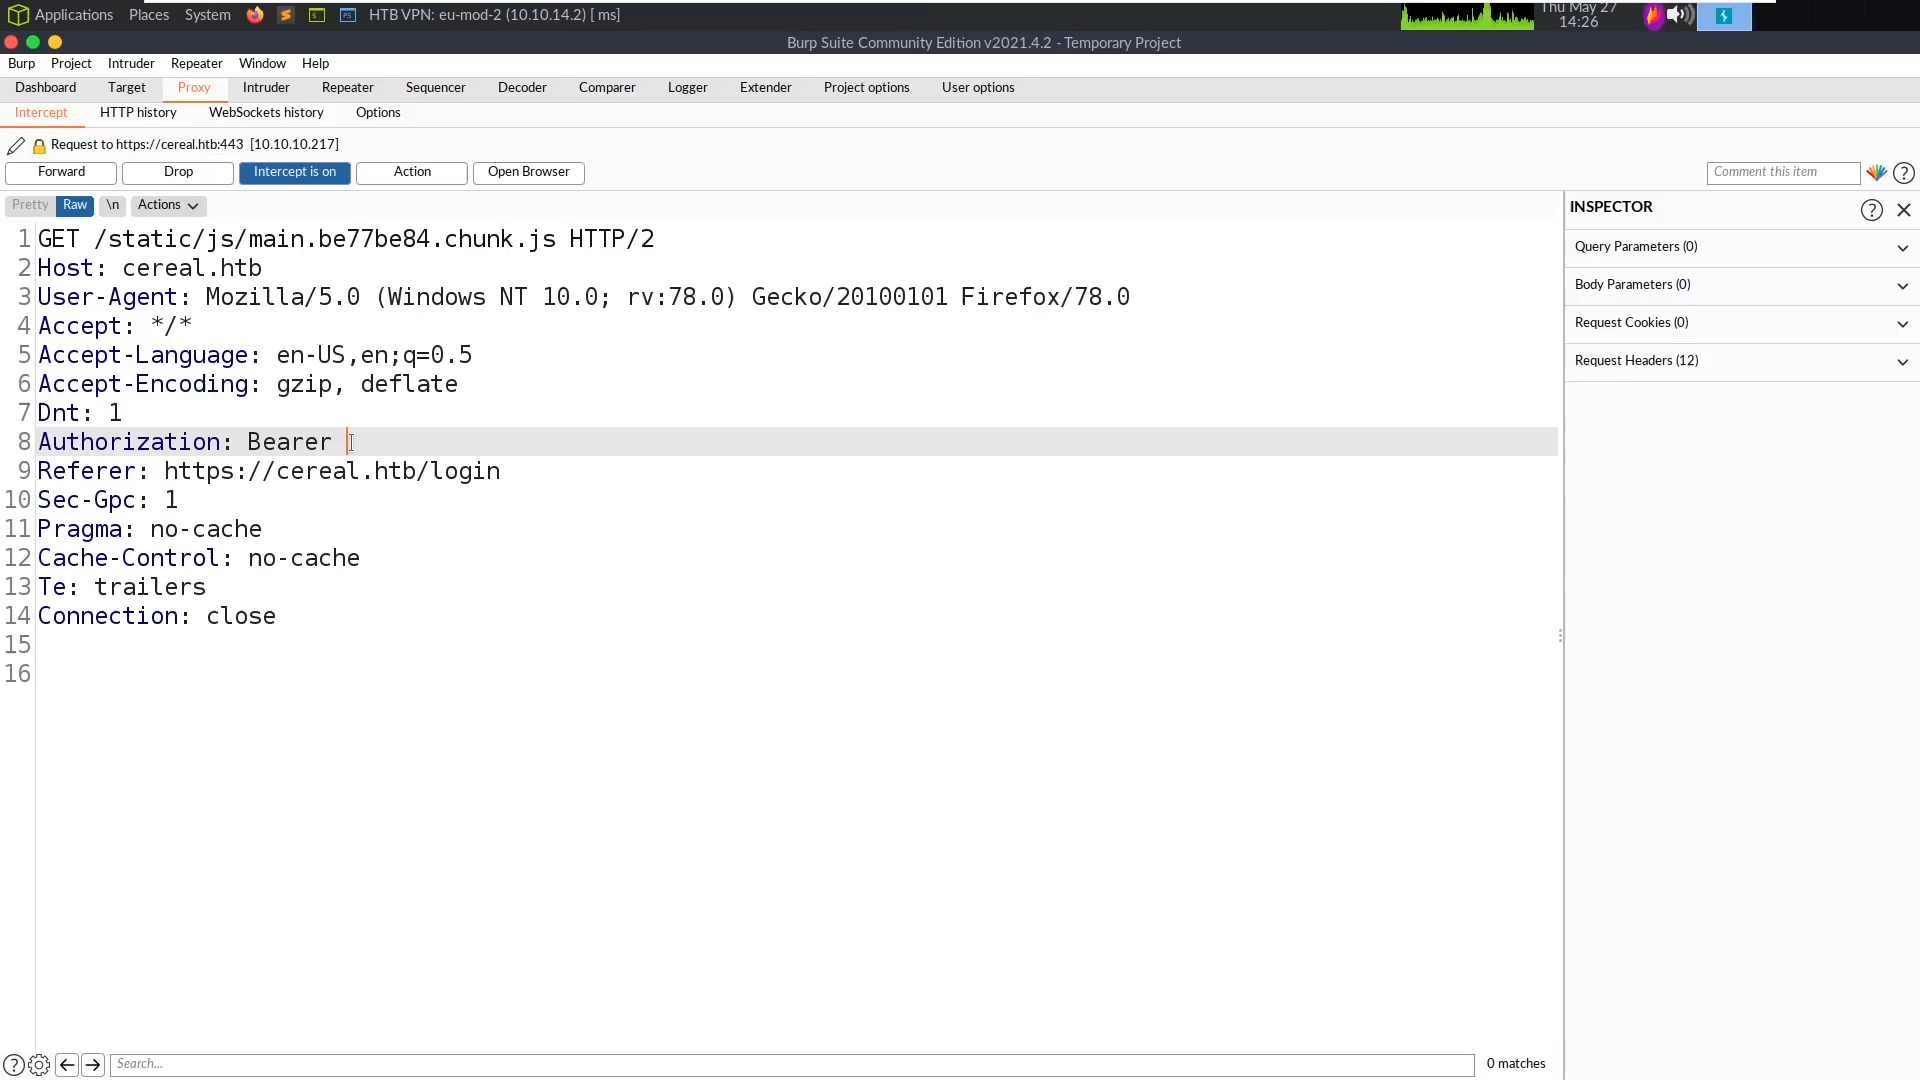 Applications Places System HTB VPN: eu-mod-2 (10.10.14.2) [ ms] Thu May 27
14:26
Burp Suite Community Edition v2021.4.2 - Temporary Project
Burp Project Intruder Repeater Window Help
Dashboard Target Proxy Intruder Repeater Sequencer Decoder Comparer Logger Extender Project options User options
Intercept HTTP history WebSockets history Options
Request to https://cereal.htb:443 [10.10.10.217]
Forward Drop Intercept is on Action Open Browser Comment this item ?
Pretty Raw \n Actions
INSPECTOR ?
Query Parameters (0)
Body Parameters (0)
Request Cookies (0)
Request Headers (12)
1 GET /static/js/main.be77be84.chunk.js HTTP/2
2 Host: cereal.htb
3 User-Agent: Mozilla/5.0 (Windows NT 10.0; rv:78.0) Gecko/20100101 Firefox/78.0
4 Accept: */*
5 Accept-Language: en-US,en;q=0.5
6 Accept-Encoding: gzip, deflate
7 Dnt: 1
8 Authorization: Bearer
9 Referer: https://cereal.htb/login
10 Sec-Gpc: 1
11 Pragma: no-cache
12 Cache-Control: no-cache
13 Te: trailers
14 Connection: close
15
16
? Search... 0 matches